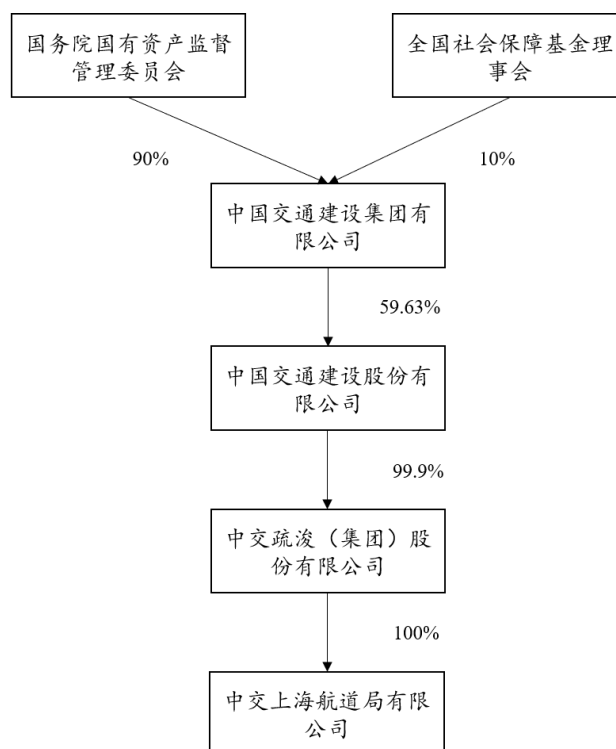 国务院国有资产监督
管理委员会
全国社会保障基金理
事会
90%
10%
中国交通建设集团有
限公司
59.63%
中国交通建设股份有
限公司
99.9%
中交疏浚（集团）股
份有限公司
100%
中交上海航道局有限
公司